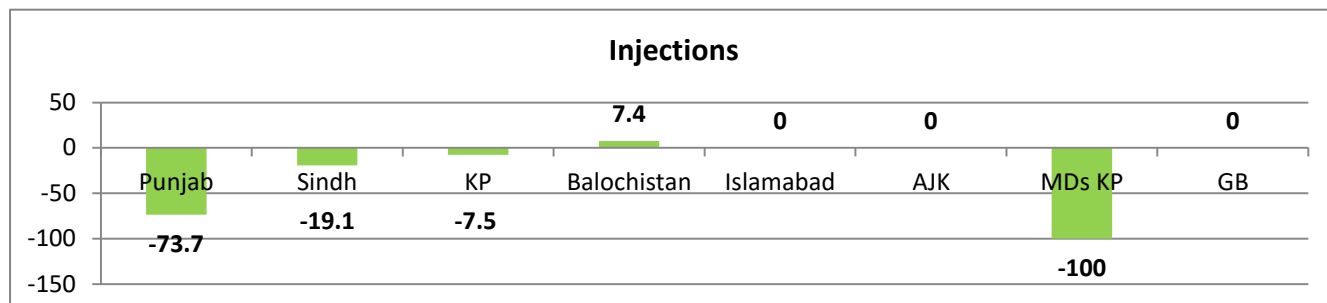 Injections
50
7.4 0 0 0
0
Punjab Sindh KP Balochistan Islamabad AJK MDs KP GB
-50
-19.1 -7.5
-73.7
-100
-100
-150